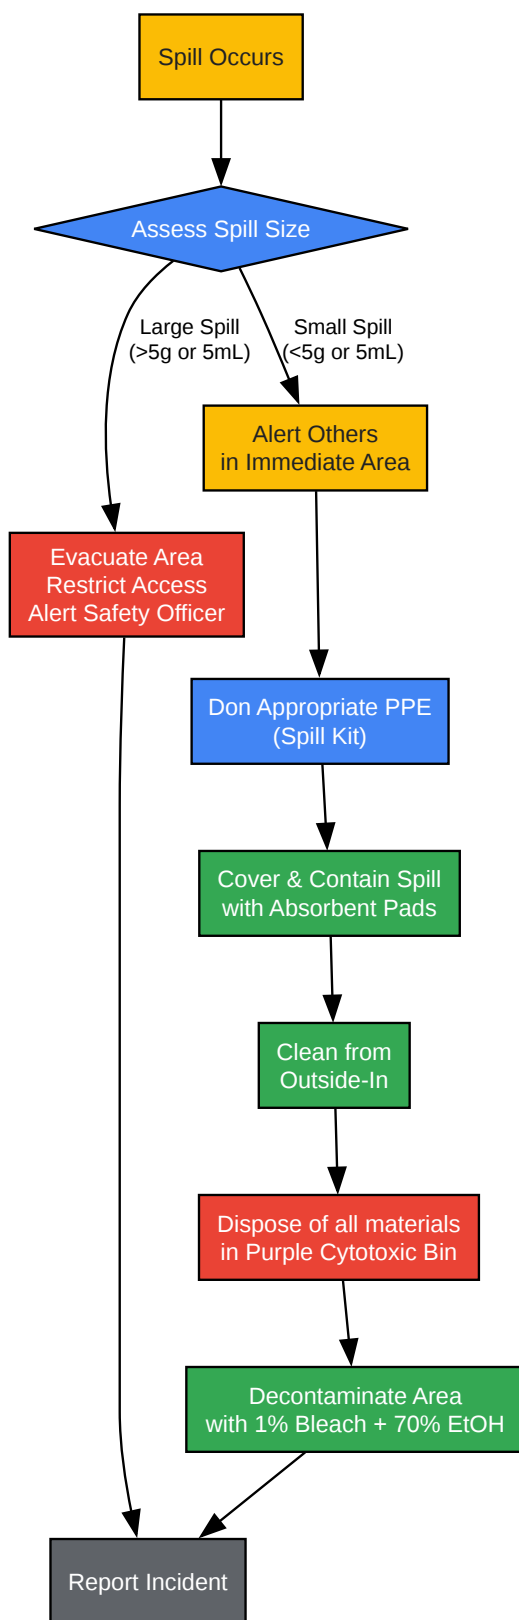 Spill Occurs
Assess Spill Size
Large Spill
(>5g or 5mL)
Small Spill
(<5g or 5mL)
Alert Others
in Immediate Area
Evacuate Area
Restrict Access
Alert Safety Officer
Don Appropriate PPE
(Spill Kit)
Cover & Contain Spill
with Absorbent Pads
Clean from
Outside-In
Dispose of all materials
in Purple Cytotoxic Bin
Decontaminate Area
with 1% Bleach + 70% EtOH
Report Incident